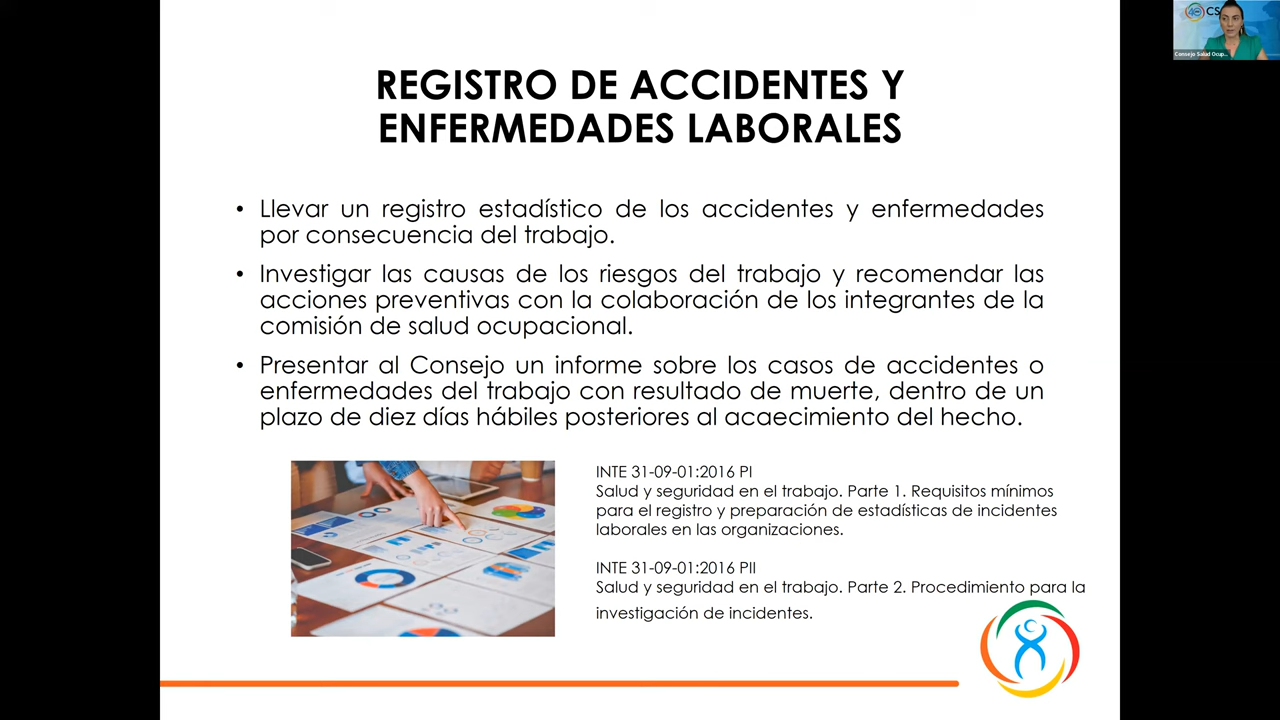 CS
Consejo Salud Ocup...
REGISTRO DE ACCIDENTES Y
ENFERMEDADES LABORALES
• Llevar un registro estadístico de los accidentes y enfermedades
por consecuencia del trabajo.
• Investigar las causas de los riesgos del trabajo y recomendar las
acciones preventivas con la colaboración de los integrantes de la
comisión de salud ocupacional.
• Presentar al Consejo un informe sobre los casos de accidentes o
enfermedades del trabajo con resultado de muerte, dentro de un
plazo de diez días hábiles posteriores al acaecimiento del hecho.
INTE 31-09-01:2016 PI
Salud y seguridad en el trabajo. Parte 1. Requisitos mínimos
para el registro y preparación de estadísticas de incidentes
laborales en las organizaciones.
INTE 31-09-01:2016 PII
Salud y seguridad en el trabajo. Parte 2. Procedimiento para la
investigación de incidentes.